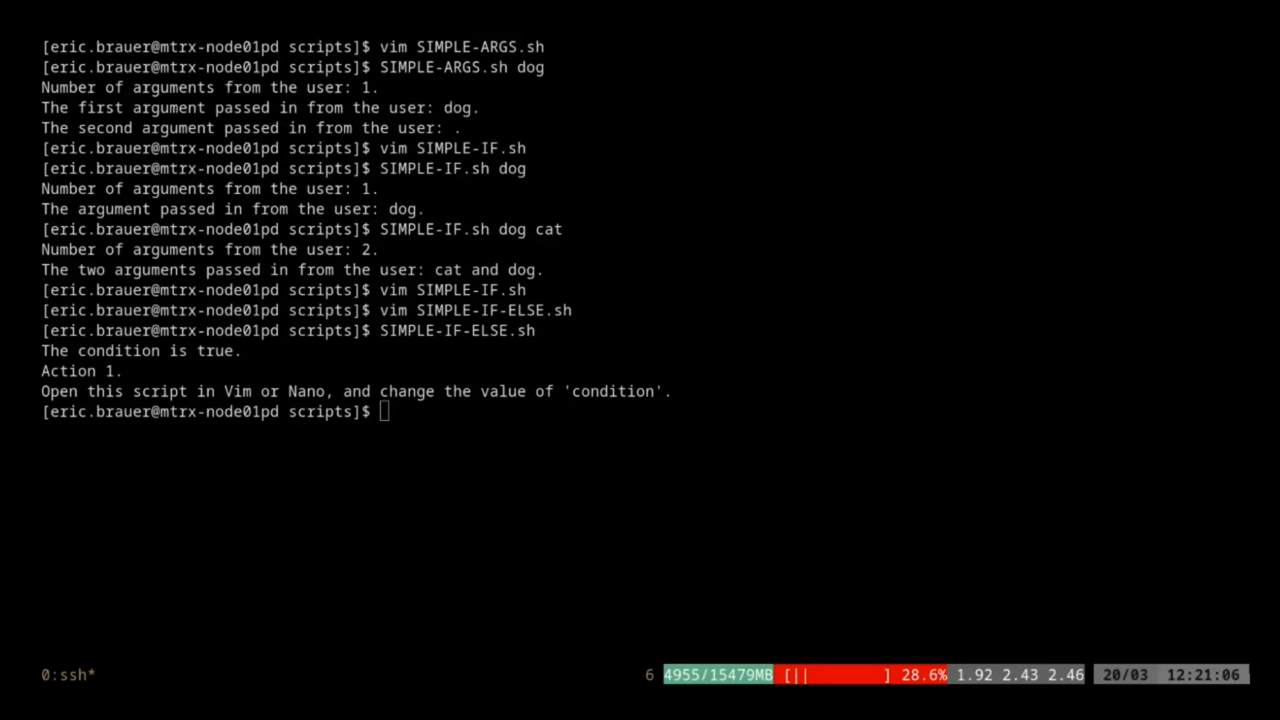 [eric.brauer@mtrx-node01pd scripts]$ vim SIMPLE-ARGS.sh
[eric.brauer@mtrx-node01pd scripts]$ SIMPLE-ARGS.sh dog
Number of arguments from the user: 1.
The first argument passed in from the user: dog.
The second argument passed in from the user: .
[eric.brauer@mtrx-node01pd scripts]$ vim SIMPLE-IF.sh
[eric.brauer@mtrx-node01pd scripts]$ SIMPLE-IF.sh dog
Number of arguments from the user: 1.
The argument passed in from the user: dog.
[eric.brauer@mtrx-node01pd scripts]$ SIMPLE-IF.sh dog cat
Number of arguments from the user: 2.
The two arguments passed in from the user: cat and dog.
[eric.brauer@mtrx-node01pd scripts]$ vim SIMPLE-IF.sh
[eric.brauer@mtrx-node01pd scripts]$ vim SIMPLE-IF-ELSE.sh
[eric.brauer@mtrx-node01pd scripts]$ SIMPLE-IF-ELSE.sh
The condition is true.
Action 1.
Open this script in Vim or Nano, and change the value of 'condition'.
[eric.brauer@mtrx-node01pd scripts]$
0:ssh* 6 4955/15479MB [|| ] 28.6% 1.92 2.43 2.46 20/03 12:21:06